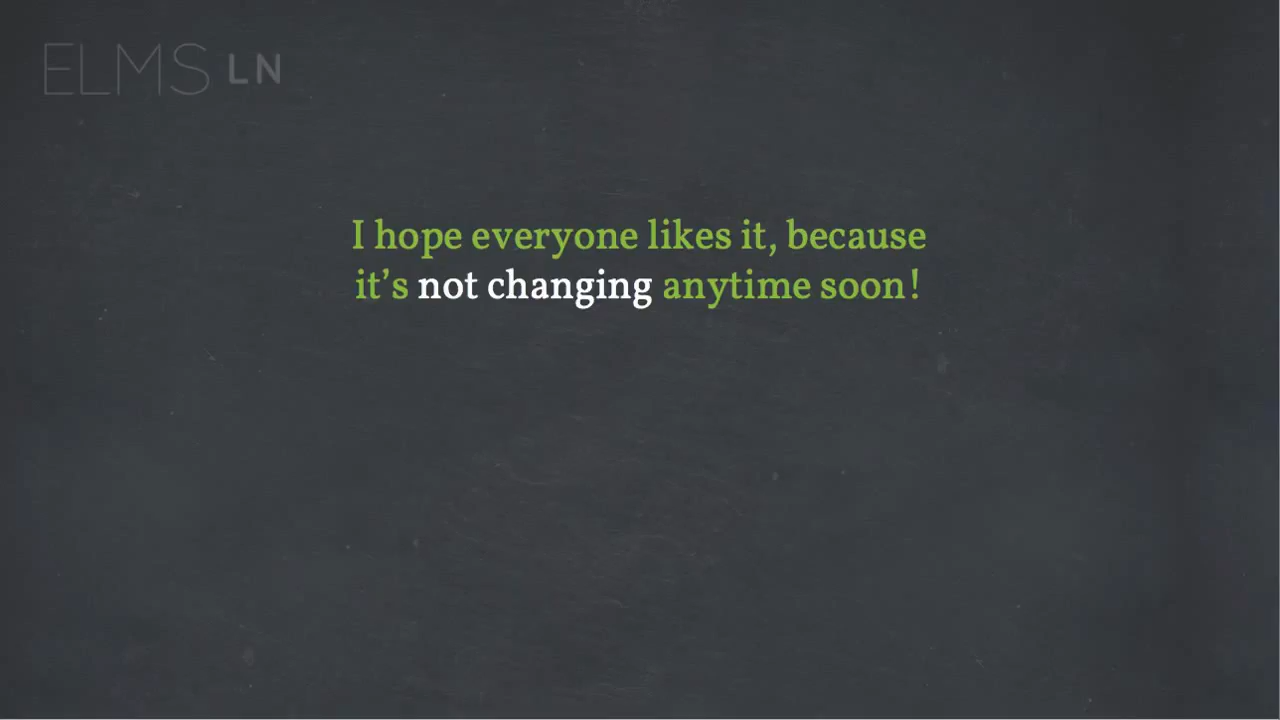 ELMS LN
I hope everyone likes it, because
it’s not changing anytime soon!